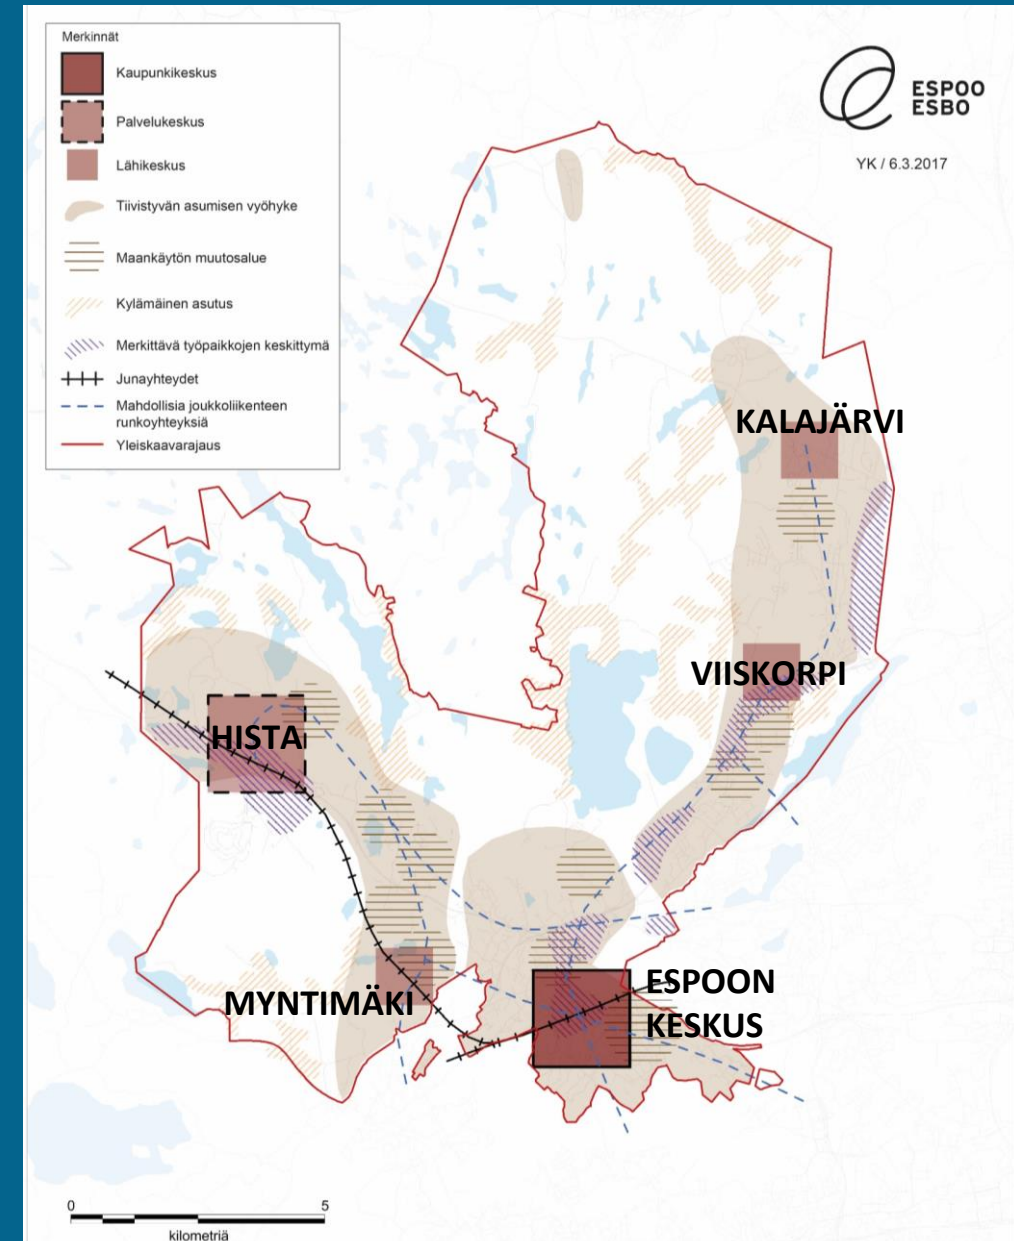 Merkinnät
Kaupunkikeskus
Palvelukeskus
Lähikeskus
Tiivistyvän asumisen vyöhyke
Maankäytön muutosalue
Kylämäinen asutus
Merkittävä työpaikkojen keskittymä
Junayhteydet
Mahdollisia joukkoliikenteen
runkoyhteyksiä
Yleiskaavarajaus
ESPOO
ESBO
YK / 6.3.2017
KALAJÄRVI
VIISKORPI
HISTA
MYNTIMÄKI
ESPOON
KESKUS
0 5
kilometriä